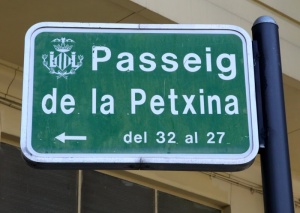 Passeig
de la Petxina
del 32 al 27